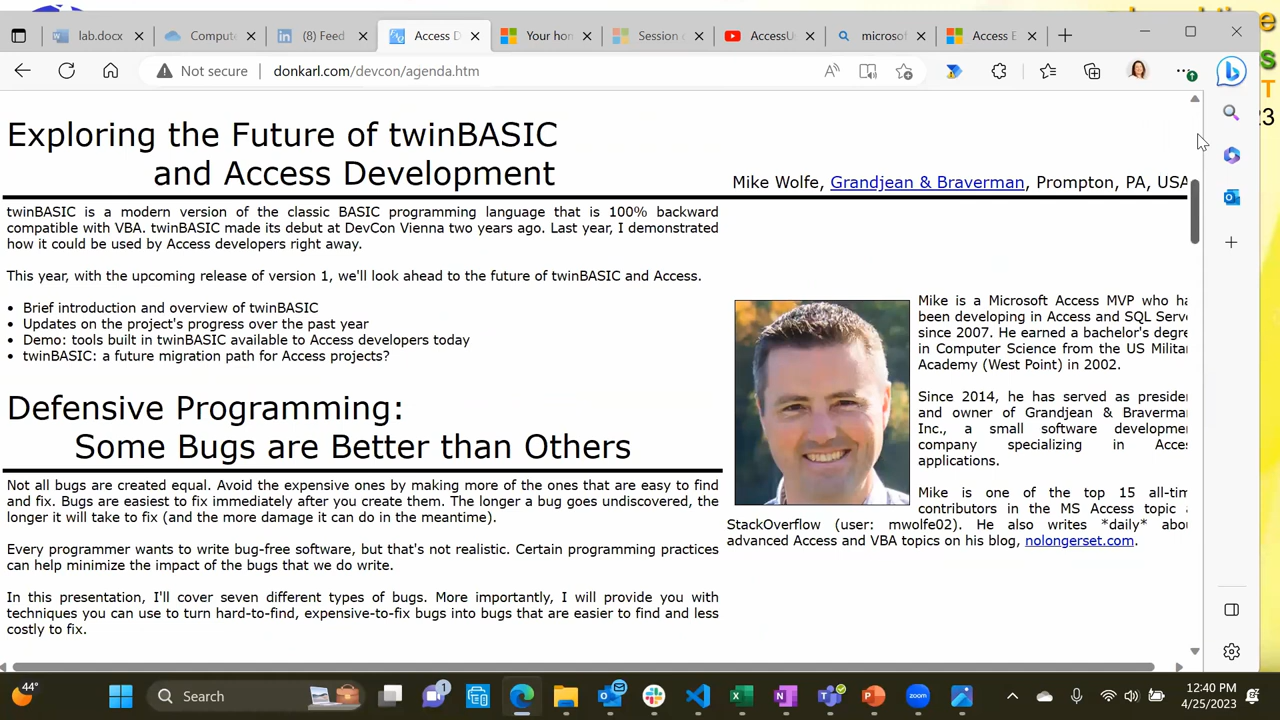 lab.docx
Compute
(8) Feed
Access D
Your ho
Session c
AccessU
microsof
Access E
Not secure
donkarl.com/devcon/agenda.htm
Exploring the Future of twinBASIC
and Access Development
Mike Wolfe, Grandjean & Braverman, Prompton, PA, USA
twinBASIC is a modern version of the classic BASIC programming language that is 100% backward
compatible with VBA. twinBASIC made its debut at DevCon Vienna two years ago. Last year, I demonstrated
how it could be used by Access developers right away.
This year, with the upcoming release of version 1, we'll look ahead to the future of twinBASIC and Access.
• Brief introduction and overview of twinBASIC
• Updates on the project's progress over the past year
• Demo: tools built in twinBASIC available to Access developers today
• twinBASIC: a future migration path for Access projects?
Mike is a Microsoft Access MVP who ha
been developing in Access and SQL Serve
since 2007. He earned a bachelor's degre
in Computer Science from the US Militar
Academy (West Point) in 2002.
Since 2014, he has served as presiden
and owner of Grandjean & Braverman
Inc., a small software developmen
company specializing in Acces
applications.
Mike is one of the top 15 all-tim
contributors in the MS Access topic a
StackOverflow (user: mwolfe02). He also writes *daily* abou
advanced Access and VBA topics on his blog, nolongerset.com.
Defensive Programming:
Some Bugs are Better than Others
Not all bugs are created equal. Avoid the expensive ones by making more of the ones that are easy to find
and fix. Bugs are easiest to fix immediately after you create them. The longer a bug goes undiscovered, the
longer it will take to fix (and the more damage it can do in the meantime).
Every programmer wants to write bug-free software, but that's not realistic. Certain programming practices
can help minimize the impact of the bugs that we do write.
In this presentation, I'll cover seven different types of bugs. More importantly, I will provide you with
techniques you can use to turn hard-to-find, expensive-to-fix bugs into bugs that are easier to find and less
costly to fix.
T
23
44°
Search
1
12:40 PM
4/25/2023